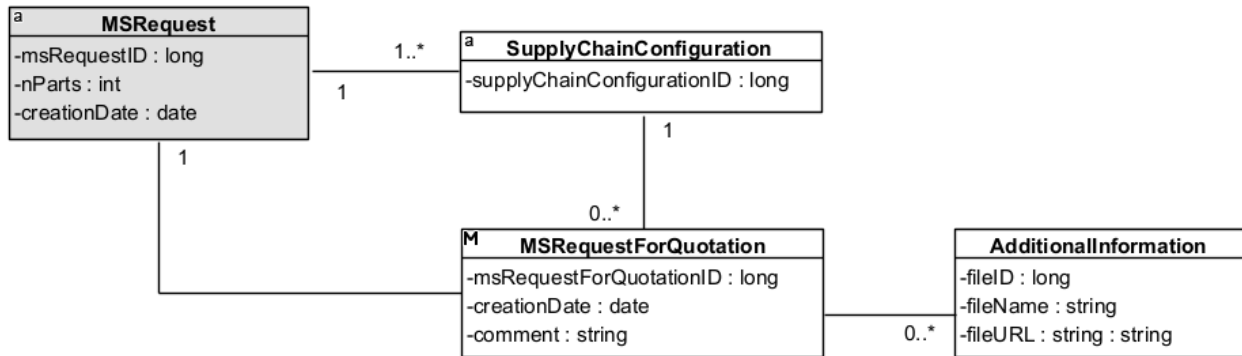 a
MSRequest
-msRequestID : long
-nParts : int
-creationDate : date
1..*
1
a
SupplyChainConfiguration
-supplyChainConfigurationID : long
1
1
0..*
M
MSRequestForQuotation
-msRequestForQuotationID : long
-creationDate : date
-comment : string
0..*
AdditionalInformation
-fileID : long
-fileName : string
-fileURL : string : string